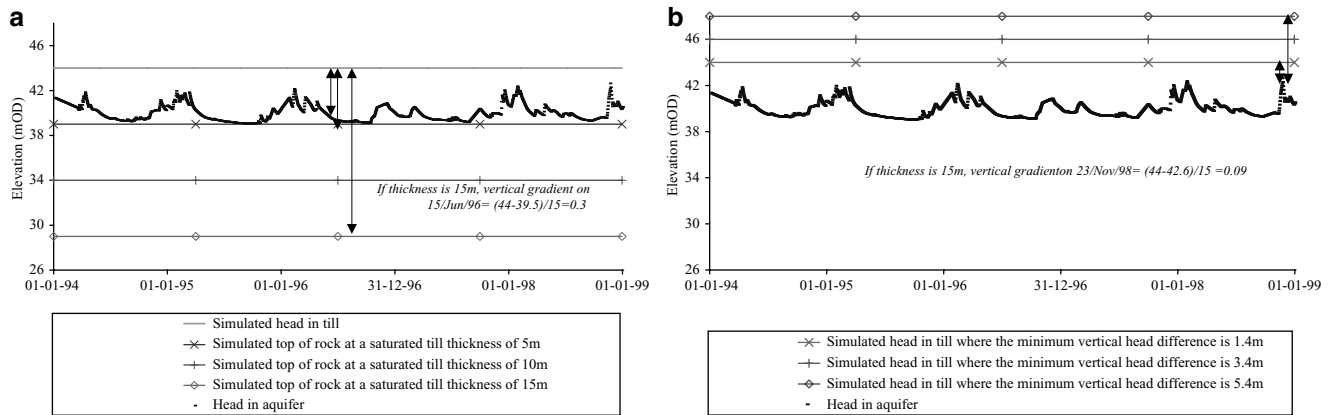 a
Elevation (mOD)
46
42
38
34
29
26
If thickness is 15m, vertical gradient on
15/Jun/96= (44-39.5)/15=0.3
01-01-94
01-01-95
01-01-96
31-12-96
01-01-98
01-01-99
Simulated head in till
Simulated top of rock at a saturated till thickness of 5m
Simulated top of rock at a saturated till thickness of 10m
Simulated top of rock at a saturated till thickness of 15m
Head in aquifer
b
Elevation (mOD)
46
42
38
34
30
26
If thickness is 15m, vertical gradienton 23/Nov/98= (44-42.6)/15 =0.09
01-01-94
01-01-95
01-01-96
31-12-96
01-01-98
01-01-99
Simulated head in till where the minimum vertical head difference is 1.4m
Simulated head in till where the minimum vertical head difference is 3.4m
Simulated head in till where the minimum vertical head difference is 5.4m
Head in aquifer